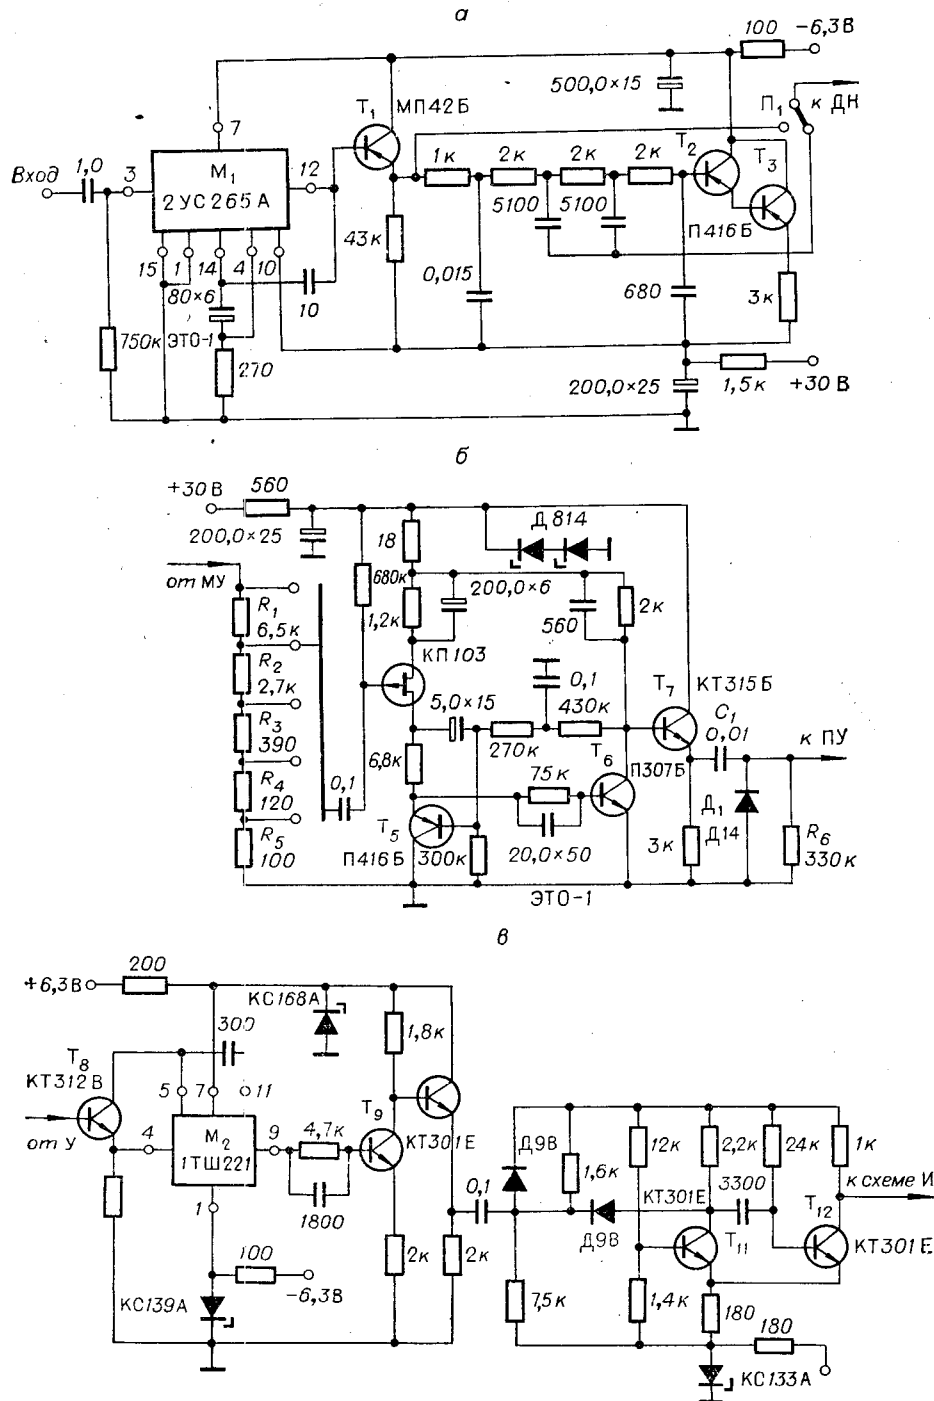 а
100
−6,3В
500,0×15
Т1
МП42Б
П1
к ДН
7
Вход
1,0
3
М1
2УС265А
12
1к
2к
2к
2к
Т2
Т3
5100
5100
П416Б
15
1
14
4
10
43к
80×6
10
0,015
680
3к
750к
ЭТО-1
270
200,0×25
1,5к
+30В
б
+30В
560
200,0×25
18
Д814
от МУ
680к
200,0×6
R1
6,5к
1,2к
560
2к
R2
2,7к
КП103
0,1
Т7
КТ315Б
R3
390
5,0×15
430к
С1
0,01
270к
Т6
к ПУ
6,8к
П307Б
R4
120
0,1
75к
Д1
Д14
Т5
R5
100
П416Б
300к
20,0×50
3к
R6
330к
ЭТО-1
в
+6,3В
200
КС168А
300
1,8к
Т8
КТ312В
5
7
11
от У
4
М2
1ТШ221
9
4,7к
Т9
КТ301Е
Д9В
1,6к
12к
2,2к
24к
1к
1
1800
0,1
КТ301Е
3300
к схеме И
Т12
Д9В
Т11
КТ301Е
100
−6,3В
2к
2к
КС139А
7,5к
1,4к
180
180
КС133А